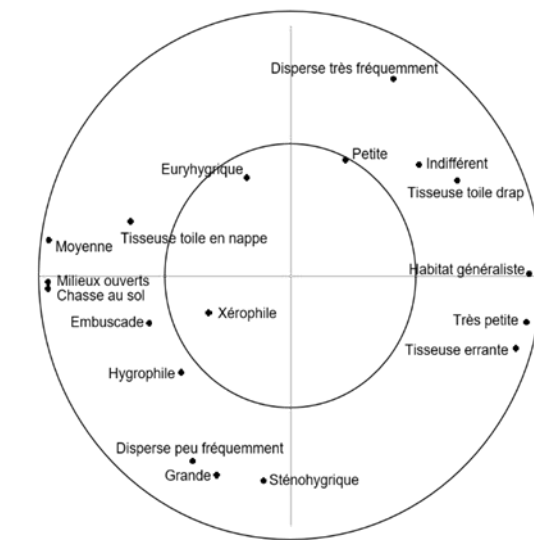 Disperse très fréquemment
Petite
Indifférent
Euryhygrique
Tisseuse toile drap
Tisseuse toile en nappe
Moyenne
Habitat généraliste
Milieux ouverts
Chasse au sol
Xérophile
Embuscade
Très petite
Tisseuse errante
Hygrophile
Disperse peu fréquemment
Grande
Sténohygrique